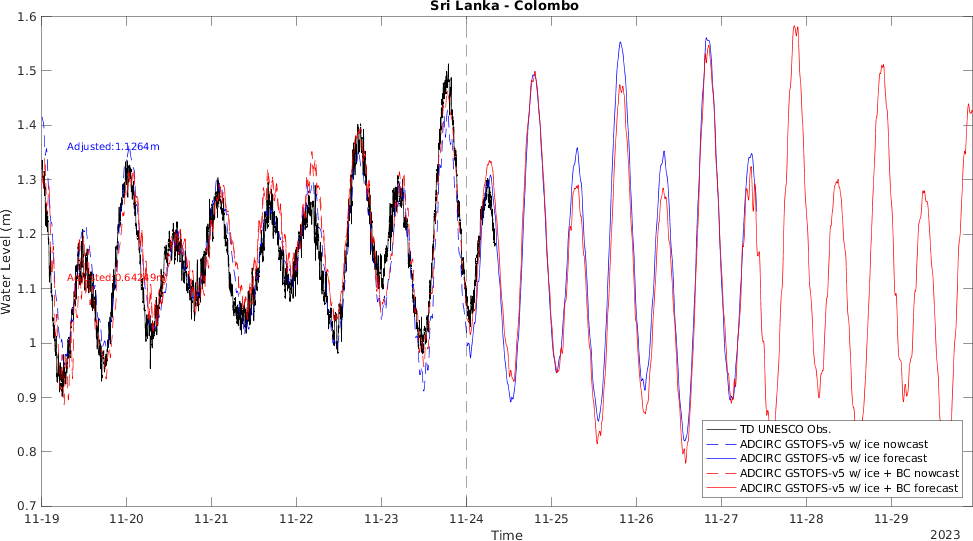 Sri Lanka - Colombo
1.6
1.5
1.4
1.3
1.2
1.1
1
0.9
0.8
0.7
Water Level (m)
Adjusted:1.1264m
Adjusted:0.64249m
TD UNESCO Obs.
ADCIRC GSTOFS-v5 w/ ice nowcast
ADCIRC GSTOFS-v5 w/ ice forecast
ADCIRC GSTOFS-v5 w/ ice + BC nowcast
ADCIRC GSTOFS-v5 w/ ice + BC forecast
11-19 11-20 11-21 11-22 11-23 11-24 11-25 11-26 11-27 11-28 11-29
Time
2023